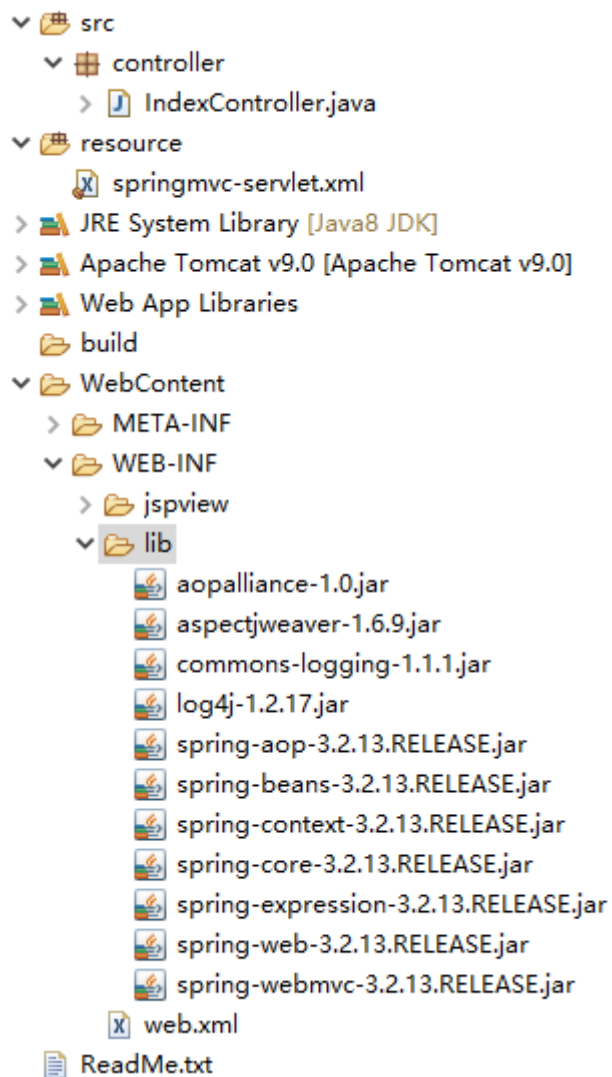 src
controller
IndexController.java
resource
springmvc-servlet.xml
JRE System Library [Java8 JDK]
Apache Tomcat v9.0 [Apache Tomcat v9.0]
Web App Libraries
build
WebContent
META-INF
WEB-INF
jspview
lib
aopalliance-1.0.jar
aspectjweaver-1.6.9.jar
commons-logging-1.1.1.jar
log4j-1.2.17.jar
spring-aop-3.2.13.RELEASE.jar
spring-beans-3.2.13.RELEASE.jar
spring-context-3.2.13.RELEASE.jar
spring-core-3.2.13.RELEASE.jar
spring-expression-3.2.13.RELEASE.jar
spring-web-3.2.13.RELEASE.jar
spring-webmvc-3.2.13.RELEASE.jar
web.xml
ReadMe.txt